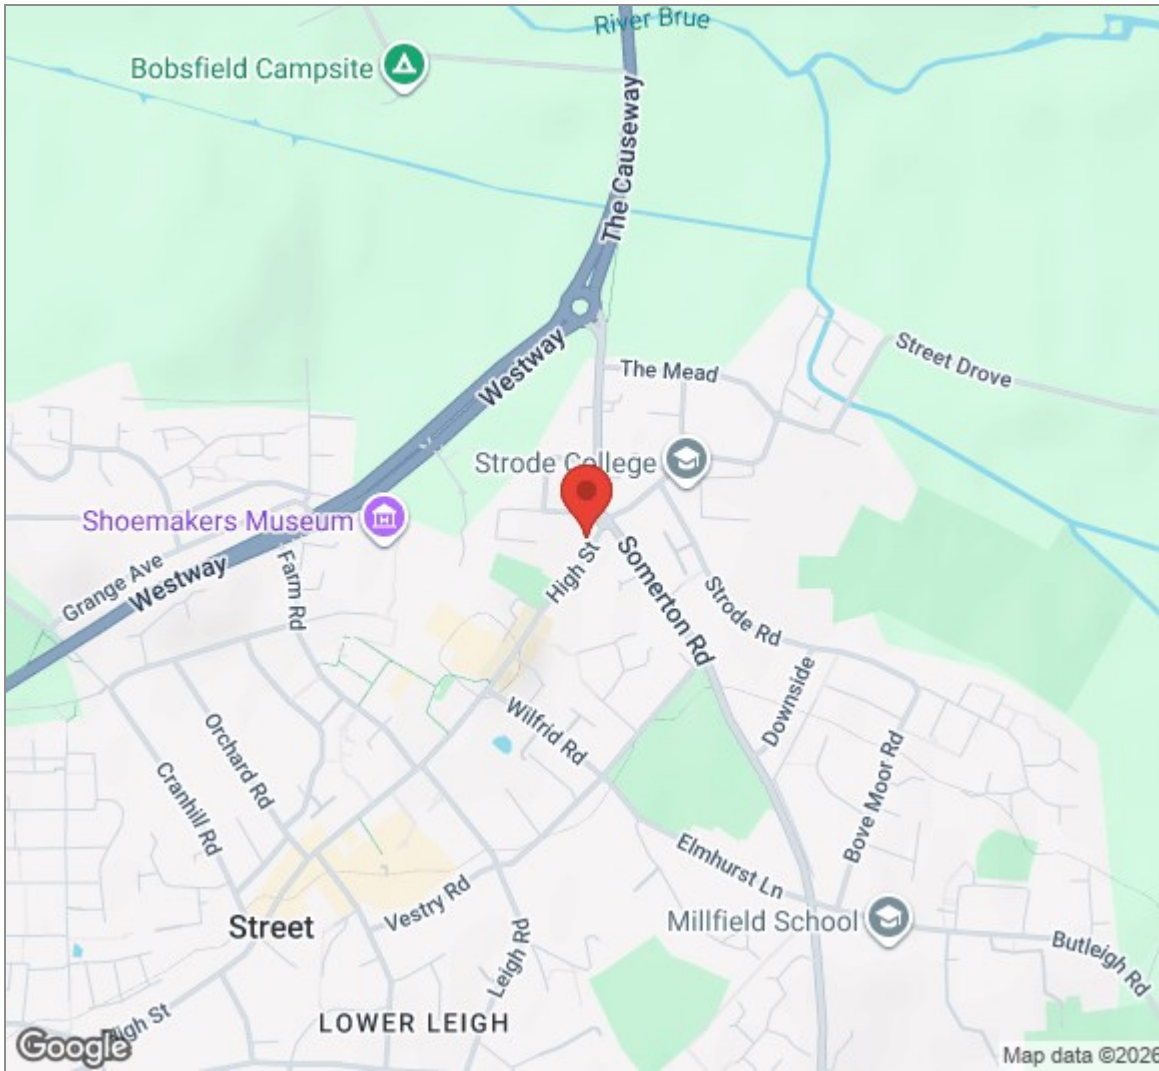 River Brue
Bobsfield Campsite
The Causeway
Westway
The Mead
Street Drove
Strode College
Shoemakers Museum
High St
Somerton Rd
Grange Ave
Westway
Farm Rd
Strode Rd
Downside
Wilfrid Rd
Orchard Rd
Cranhill Rd
Bove Moor Rd
Elmhurst Ln
Vestry Rd
Street
Millfield School
Leigh Rd
Butleigh Rd
LOWER LEIGH
High St
Google
Map data ©2026